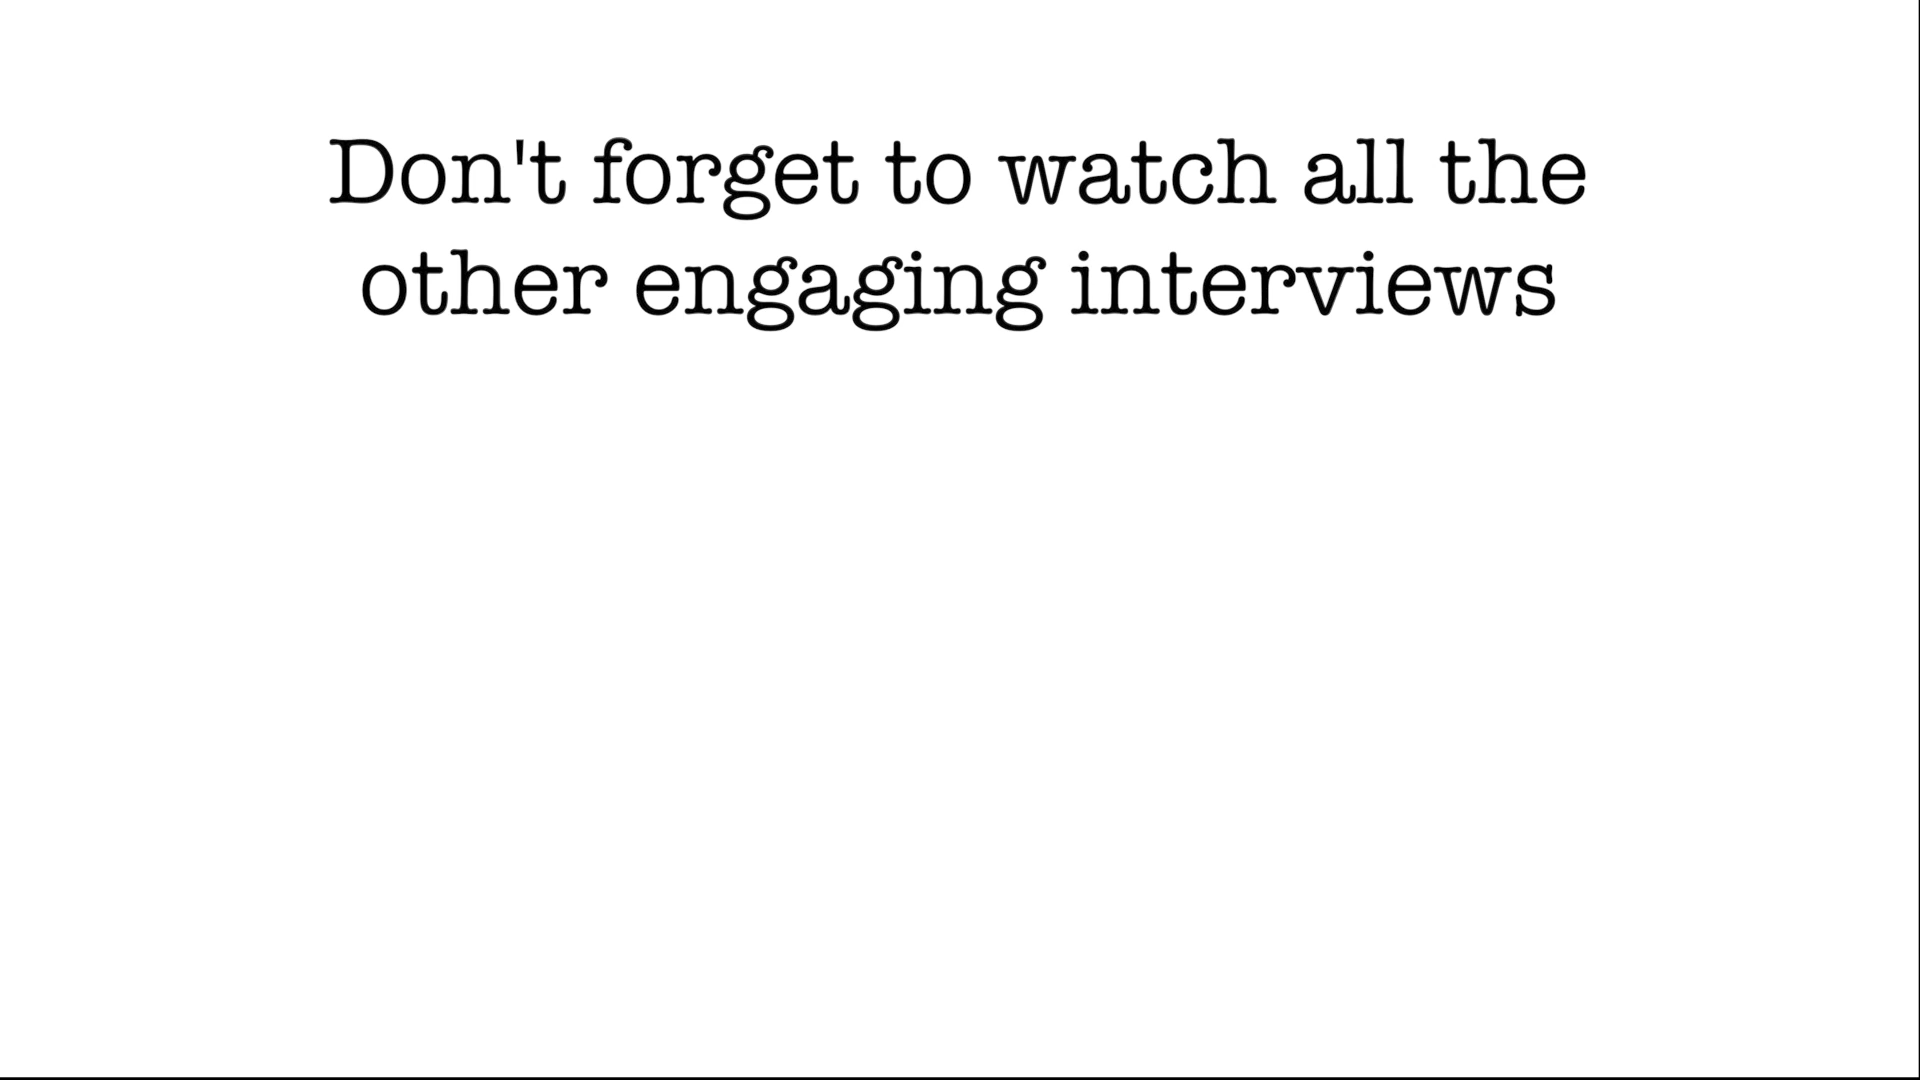 Don't forget to watch all the
other engaging interviews